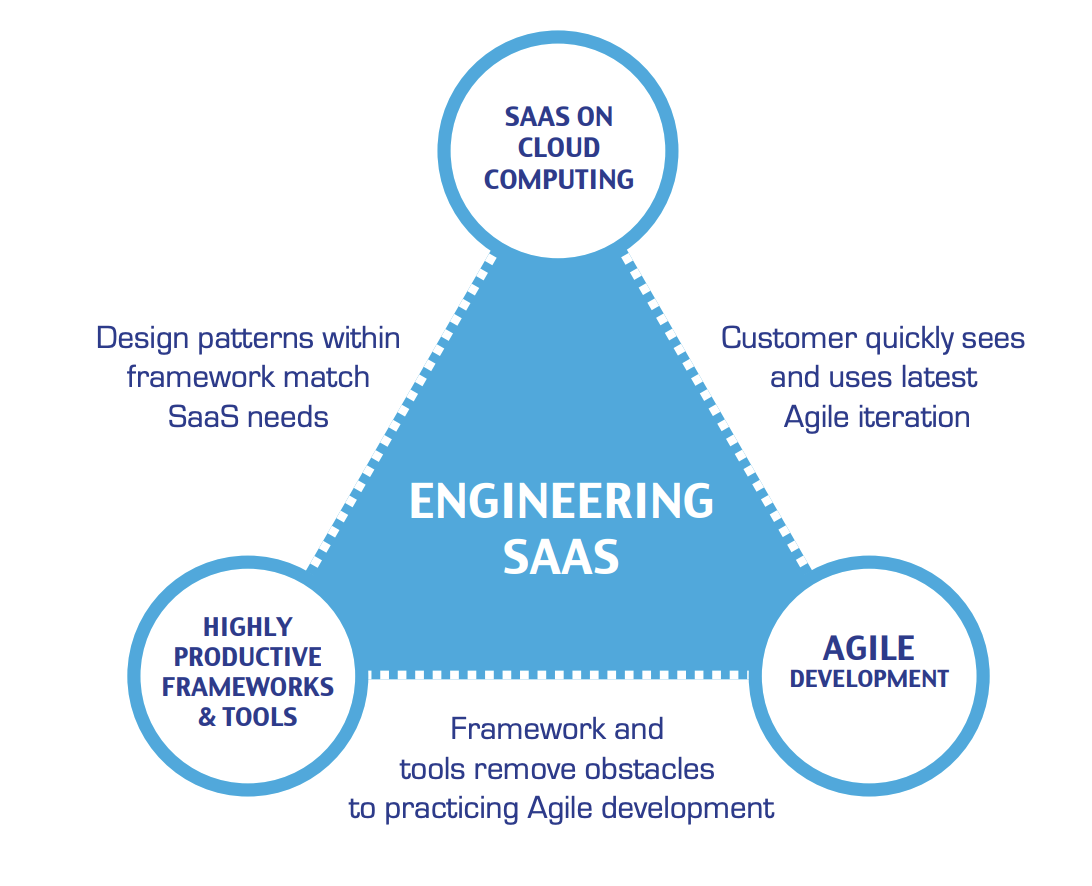 SAAS ON
CLOUD
COMPUTING
Design patterns within
framework match
SaaS needs
Customer quickly sees
and uses latest
Agile iteration
ENGINEERING
SAAS
HIGHLY
PRODUCTIVE
FRAMEWORKS
& TOOLS
AGILE
DEVELOPMENT
Framework and
tools remove obstacles
to practicing Agile development